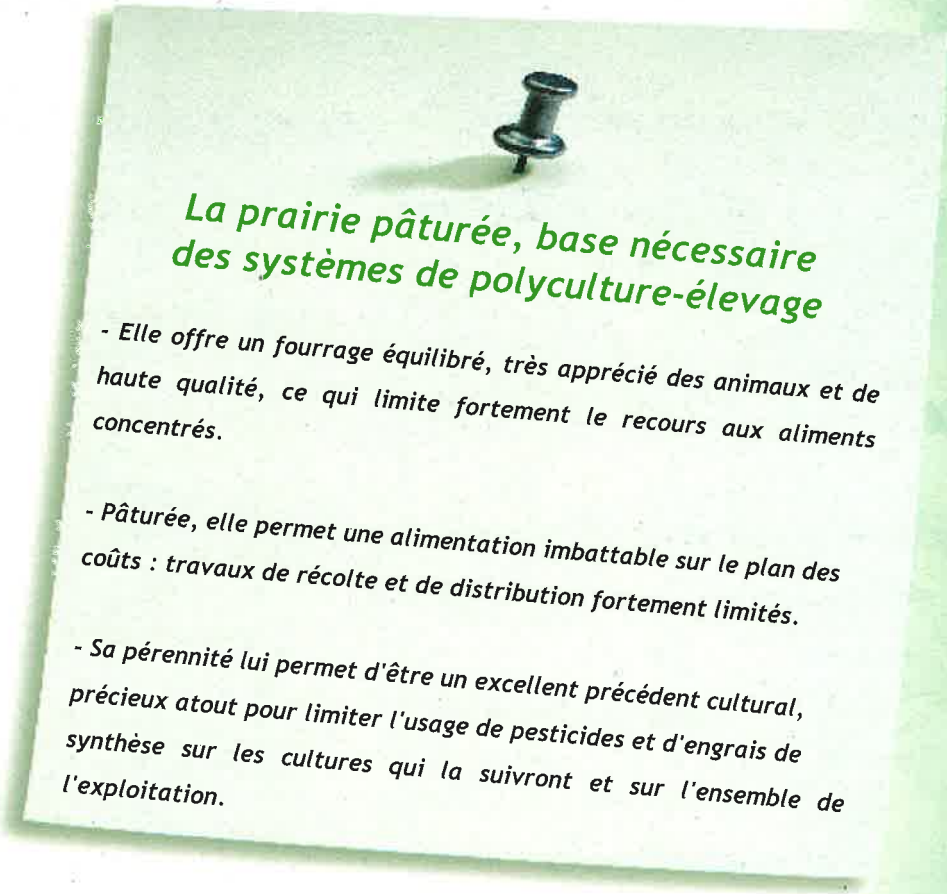 La prairie pâturée, base nécessaire
des systèmes de polyculture-élevage
- Elle offre un fourrage équilibré, très apprécié des animaux et de
haute qualité, ce qui limite fortement le recours aux aliments
concentrés.
- Pâturée, elle permet une alimentation imbattable sur le plan des
coûts : travaux de récolte et de distribution fortement limités.
- Sa pérennité lui permet d'être un excellent précédent cultural,
précieux atout pour limiter l'usage de pesticides et d'engrais de
synthèse sur les cultures qui la suivront et sur l'ensemble de
l'exploitation.